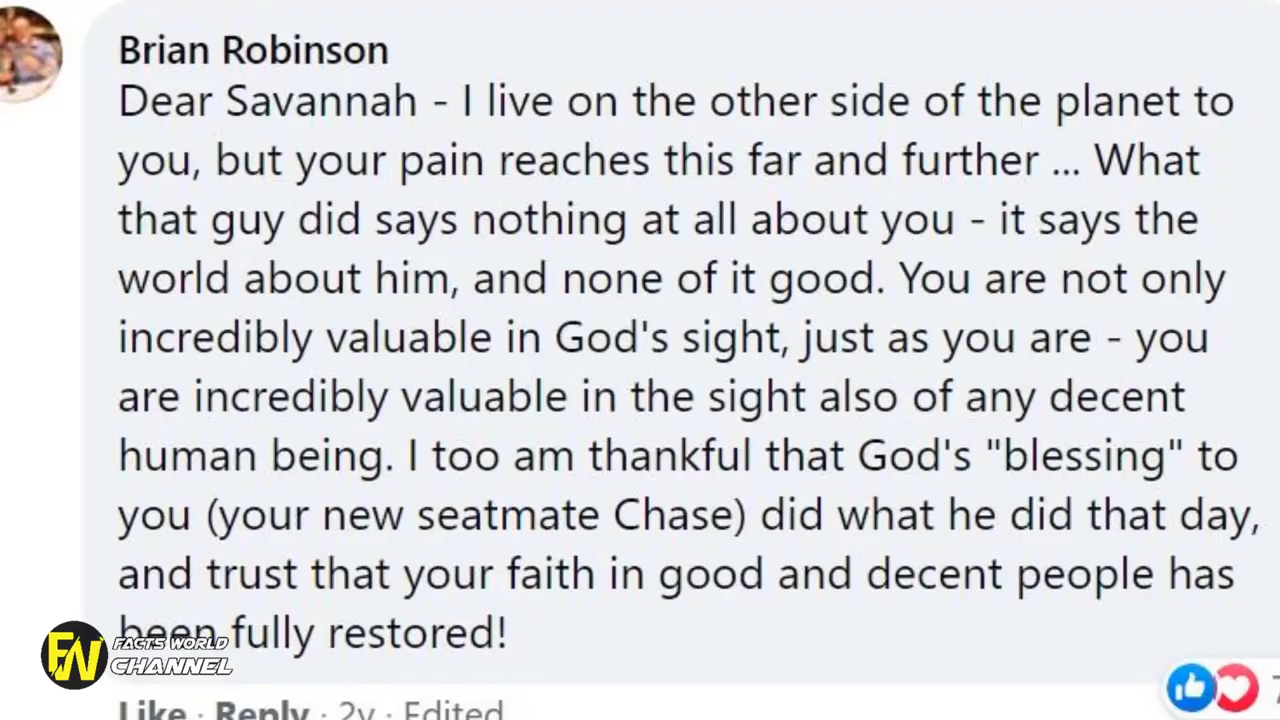 Brian Robinson
Dear Savannah - I live on the other side of the planet to
you, but your pain reaches this far and further ... What
that guy did says nothing at all about you - it says the
world about him, and none of it good. You are not only
incredibly valuable in God's sight, just as you are - you
are incredibly valuable in the sight also of any decent
human being. I too am thankful that God's "blessing" to
you (your new seatmate Chase) did what he did that day,
and trust that your faith in good and decent people has
been fully restored!
FW FACTS WORLD
CHANNEL
Like · Reply · 2y · Edited
7